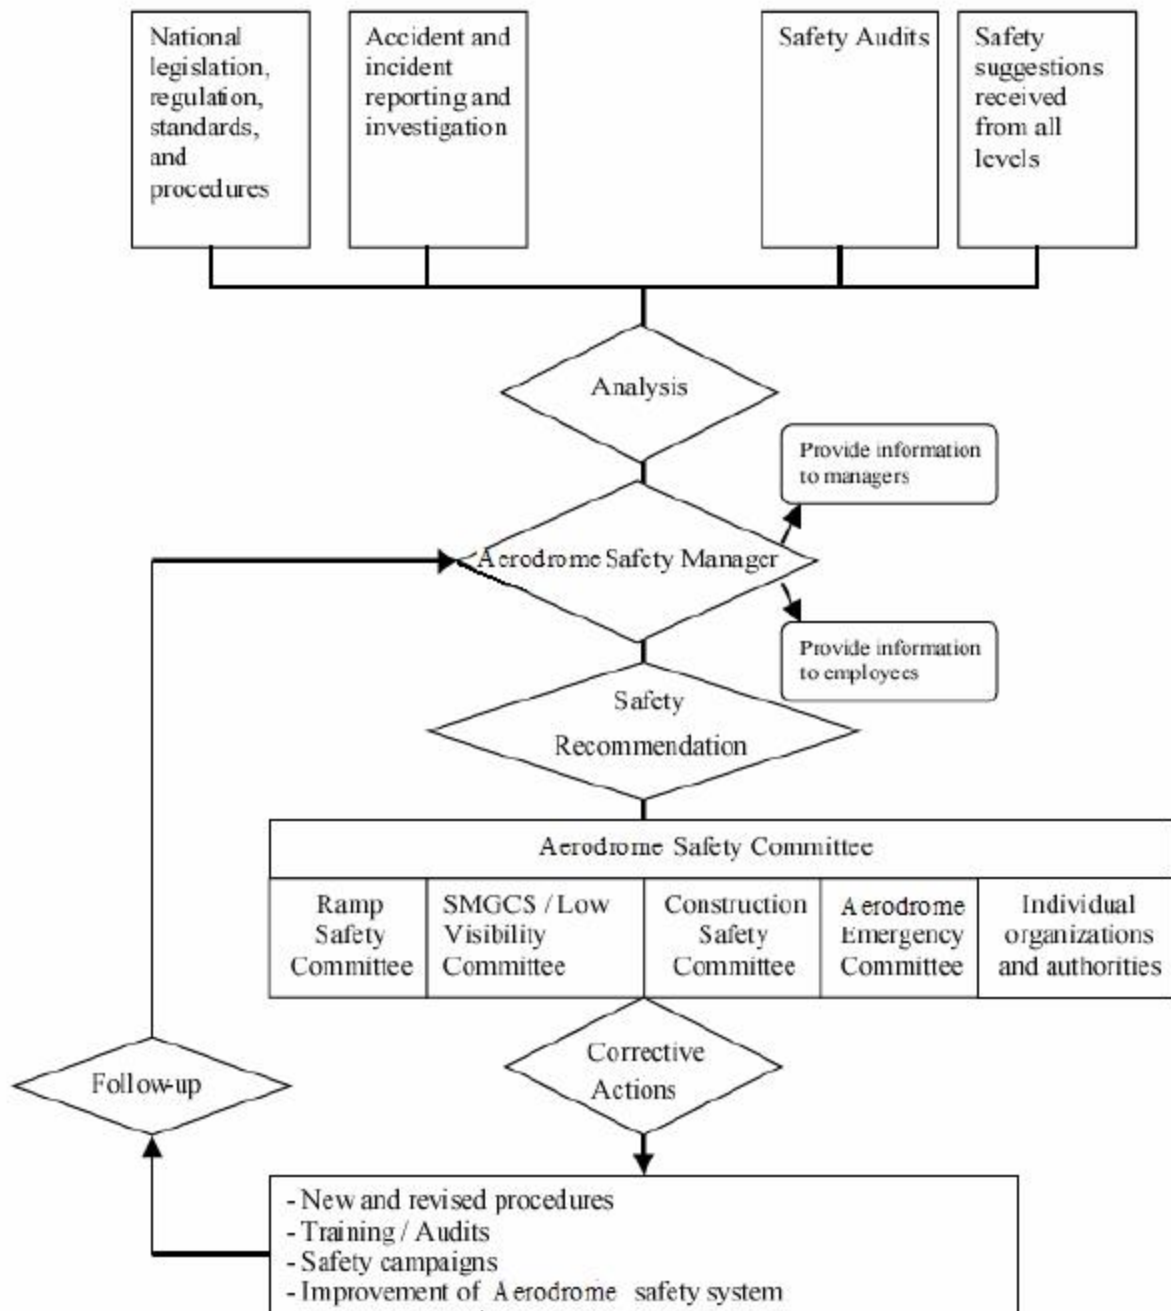 National
legislation,
regulation,
standards,
and
procedures
Accident and
incident
reporting and
investigation
Safety Audits
Safety
suggestions
received
from all
levels
Analysis
Provide information
to managers
Aerodrome Safety Manager
Provide information
to employees
Safety
Recommendation
Aerodrome Safety Committee
Ramp
Safety
Committee
SMGCS / Low
Visibility
Committee
Construction
Safety
Committee
Aerodrome
Emergency
Committee
Individual
organizations
and authorities
Corrective
Actions
Follow-up
- New and revised procedures
- Training / Audits
- Safety campaigns
- Improvement of Aerodrome safety system